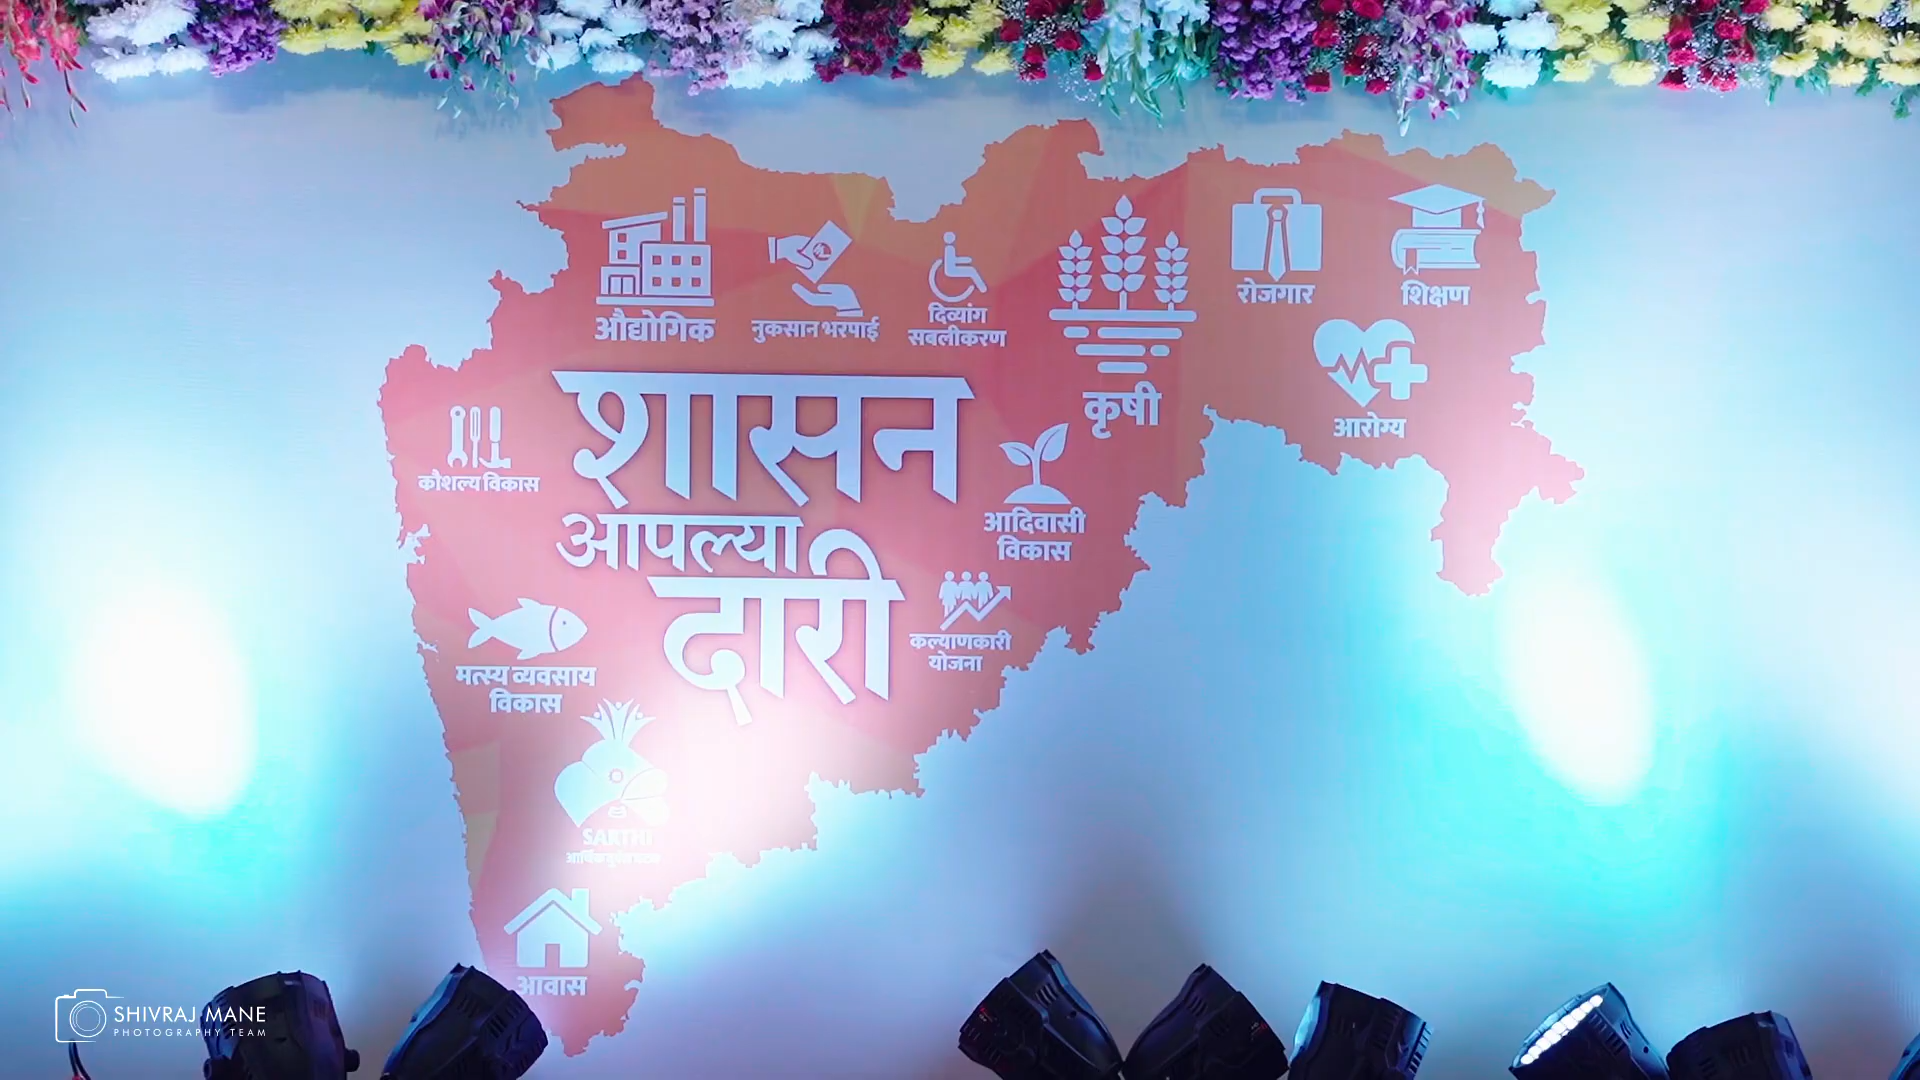 औद्योगिक
नुकसान भरपाई
दिव्यांग
सबलीकरण
कृषी
रोजगार
शिक्षण
आरोग्य
कौशल्य विकास
शासन
आपल्या
दारी
आदिवासी
विकास
कल्याणकारी
योजना
मत्स्य व्यवसाय
विकास
SARTHI
आवास
SHIVRAJ MANE
PHOTOGRAPHY TEAM